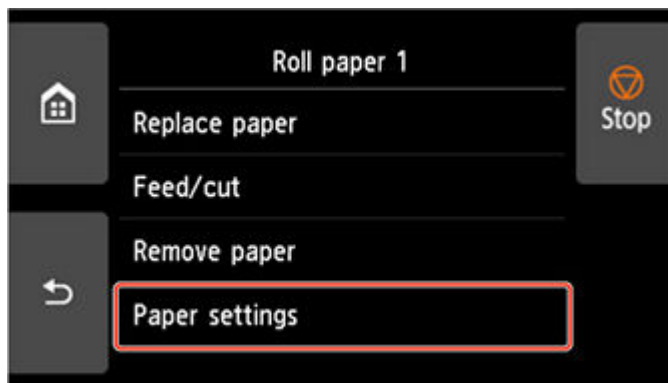 Roll paper 1
Stop
Replace paper
Feed/cut
Remove paper
Paper settings